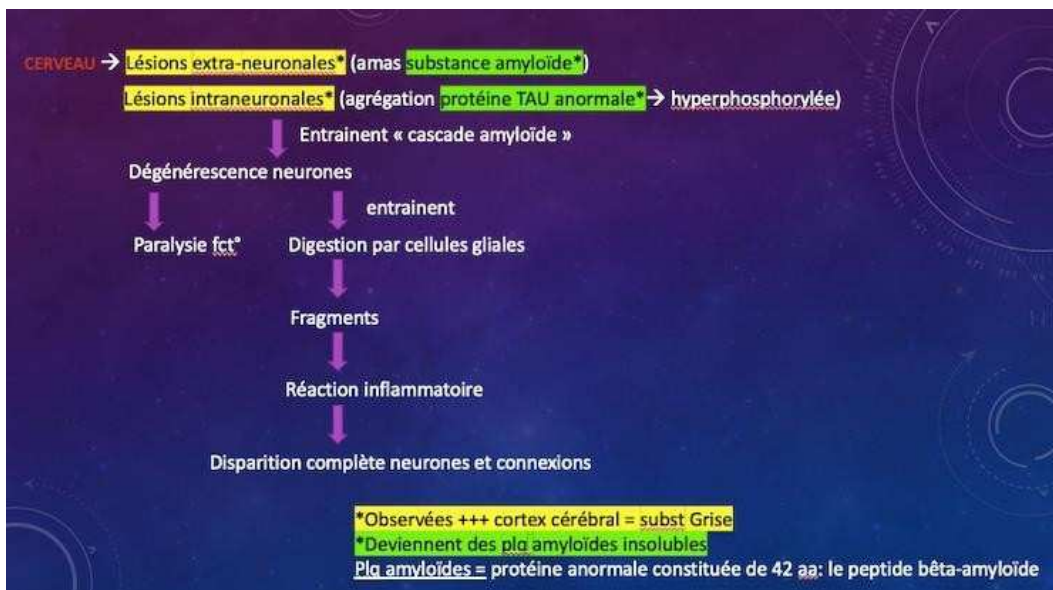 CERVEAU → Lésions extra-neuronales* (amas substance amyloïde*)
Lésions intraneuronales* (agrégation protéine TAU anormale* → hyperphosphorylée)
Entrainent « cascade amyloïde »
Dégénérescence neurones
entrainent
Paralysie fct° Digestion par cellules gliales
Fragments
Réaction inflammatoire
Disparition complète neurones et connexions
*Observées +++ cortex cérébral = subst Grise
*Deviennent des plq amyloïdes insolubles
Plq amyloïdes = protéine anormale constituée de 42 aa: le peptide bêta-amyloïde